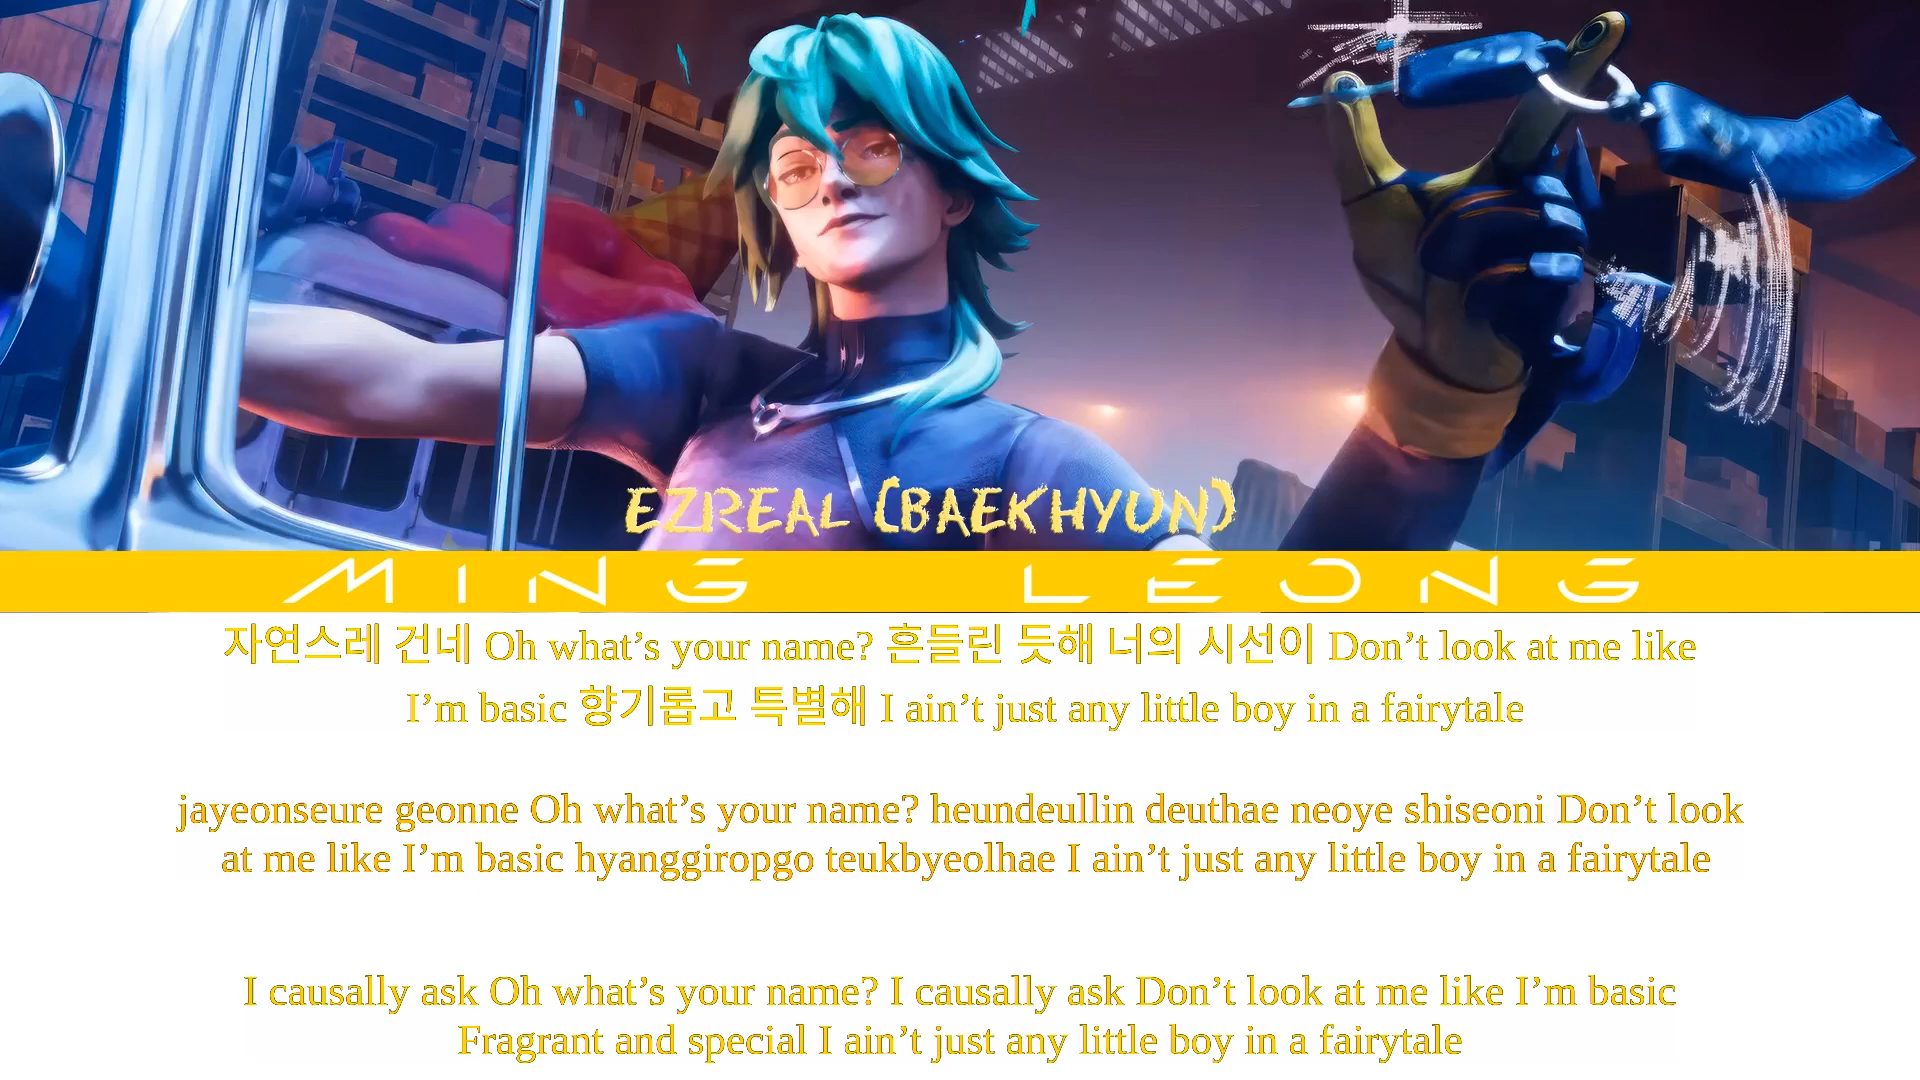 EZREAL (BAEKHYUN)
MING LEONG
자연스레 건네 Oh what’s your name? 흔들린 듯해 너의 시선이 Don’t look at me like
I’m basic 향기롭고 특별해 I ain’t just any little boy in a fairytale
jayeonseure geonne Oh what’s your name? heundeullin deuthae neoye shiseoni Don’t look
at me like I’m basic hyanggiropgo teukbyeolhae I ain’t just any little boy in a fairytale
I causally ask Oh what’s your name? I causally ask Don’t look at me like I’m basic
Fragrant and special I ain’t just any little boy in a fairytale